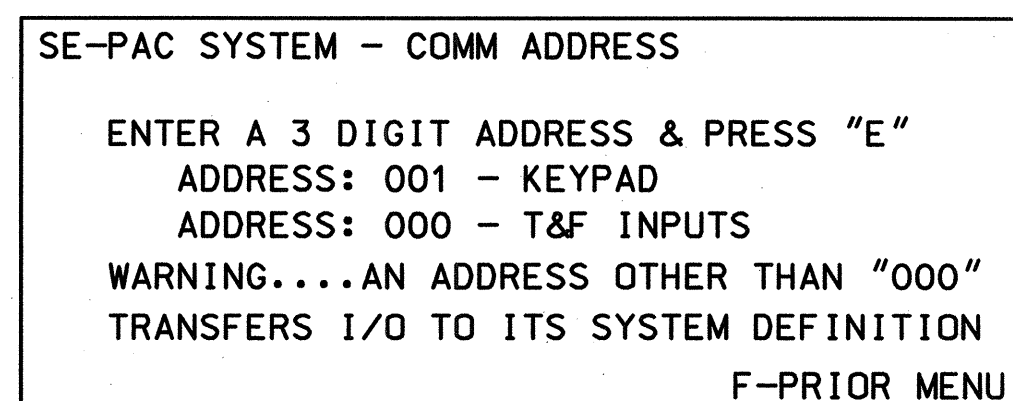 SE-PAC SYSTEM - COMM ADDRESS
ENTER A 3 DIGIT ADDRESS & PRESS "E"
ADDRESS: 001 - KEYPAD
ADDRESS: 000 - T&F INPUTS
WARNING....AN ADDRESS OTHER THAN "000"
TRANSFERS I/O TO ITS SYSTEM DEFINITION
F-PRIOR MENU